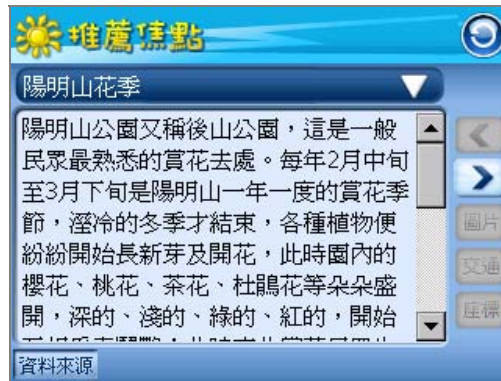 推薦焦點
陽明山花季
陽明山公園又稱後山公園，這是一般
民眾最熟悉的賞花去處。每年2月中旬
至3月下旬是陽明山一年一度的賞花季
節，溼冷的冬季才結束，各種植物便
紛紛開始長新芽及開花，此時園內的
櫻花、桃花、茶花、杜鵑花等朵朵盛
開，深的、淺的、綠的、紅的，開始
圖片
交通
座標
資料來源